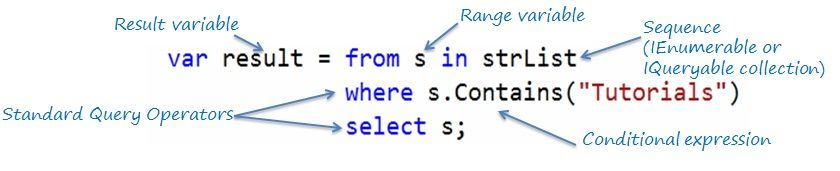 Result variable
Range variable
Sequence
(IEnumerable or
IQueryable collection)
var result = from s in strList
where s.Contains("Tutorials")
Standard Query Operators
select s;
Conditional expression